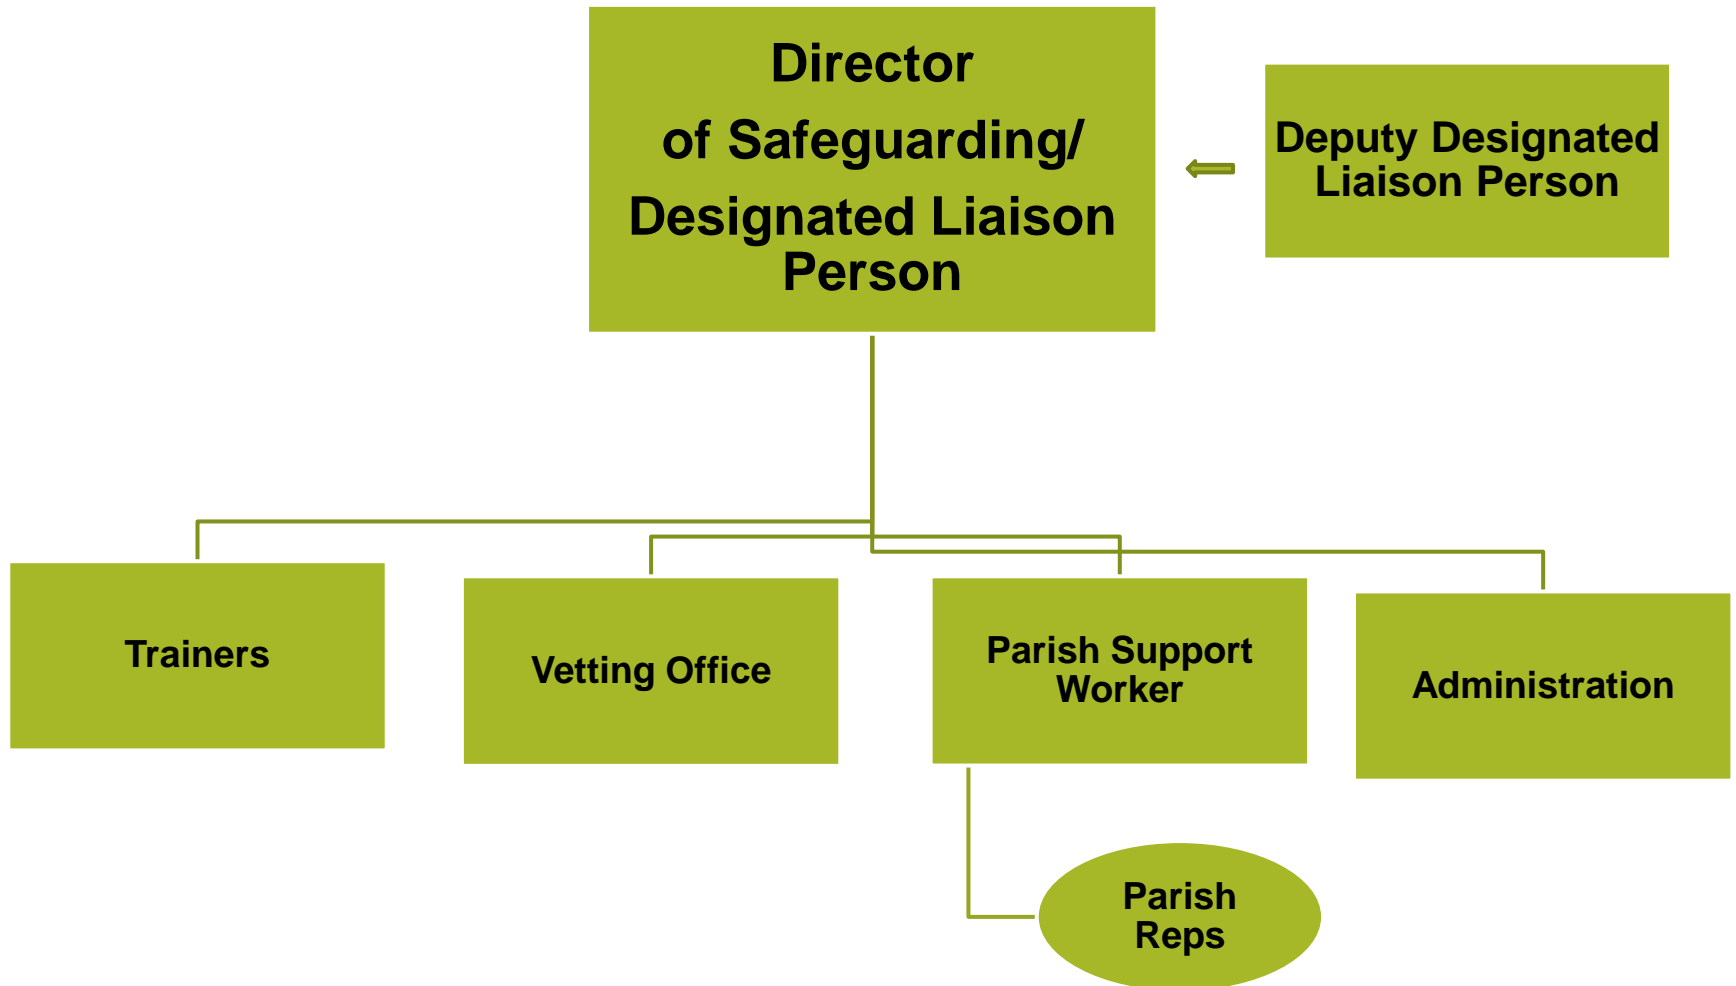 Director
of Safeguarding/
Designated Liaison
Person
Deputy Designated
Liaison Person
Trainers
Vetting Office
Parish Support
Worker
Administration
Parish
Reps